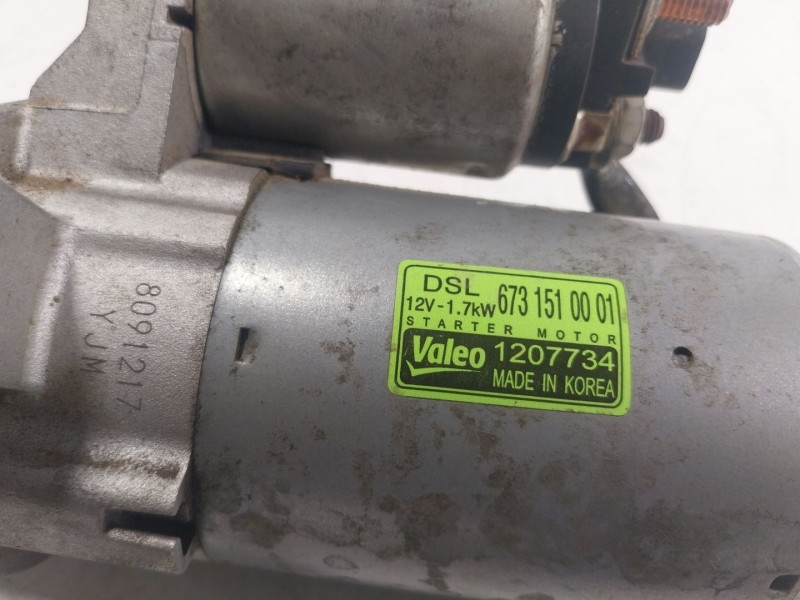 DSL 673 151 00 01
12V-1.7kW
STARTER MOTOR
Valeo 1207734
MADE IN KOREA
8091217
YJM